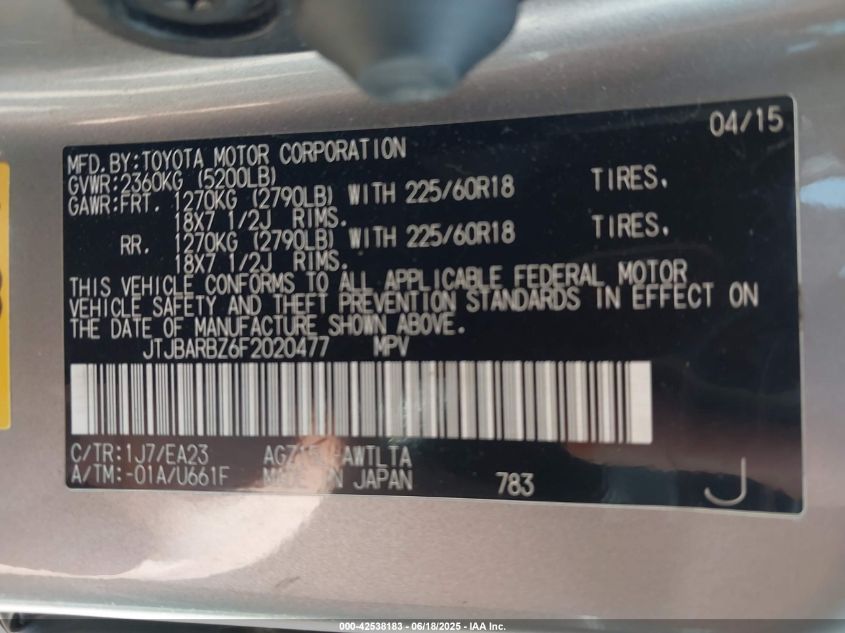 04/15
MFD.BY:TOYOTA MOTOR CORPORATION
GVWR:2360KG (5200LB)
GAWR:FRT. 1270KG (2790LB) WITH 225/60R18 TIRES,
18X7 1/2J RIMS.
RR. 1270KG (2790LB) WITH 225/60R18 TIRES,
18X7 1/2J RIMS.
THIS VEHICLE CONFORMS TO ALL APPLICABLE FEDERAL MOTOR
VEHICLE SAFETY AND THEFT PREVENTION STANDARDS IN EFFECT ON
THE DATE OF MANUFACTURE SHOWN ABOVE.
JTJBARBZ6F2020477 MPV
C/TR:1J7/EA23
A/TM:-01A/U661F MADE IN JAPAN 783 J
000-42538183 - 06/18/2025 - IAA Inc.